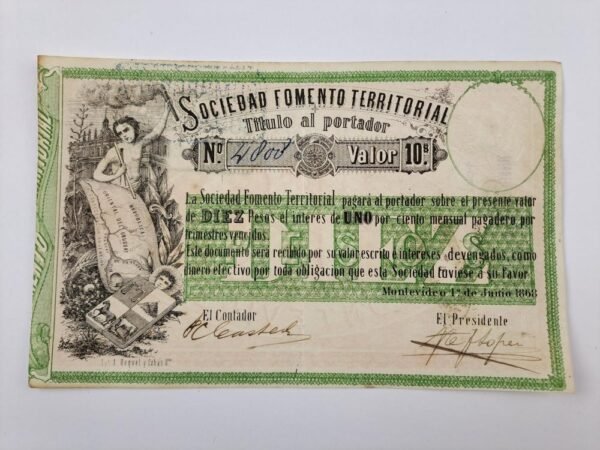 SOCIEDAD FOMENTO TERRITORIAL
Titulo al portador
Nº 4808 Valor 10$
La Sociedad Fomento Territorial pagará al portador sobre el presente valor
de DIEZ Pesos el interes de UNO por ciento mensual pagadero por
trimestres vencidos.
Este documento será recibido por su valor escrito é intereses devengados, como
dinero efectivo por toda obligacion que esta Sociedad tuviese á su favor.
DIEZ
PESOS
Montevideo 1º de Junio 1868
El Contador
El Presidente